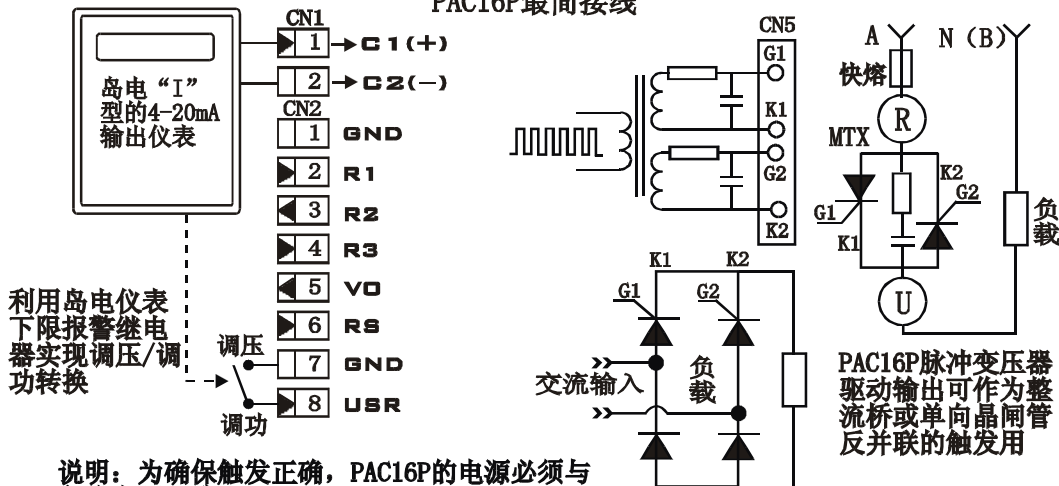 PAC16P最简接线
岛电“I”
型的4-20mA
输出仪表
CN1
1 C1(+)
2 C2(-)
CN2
1 GND
2 R1
3 R2
4 R3
5 VO
6 RS
7 GND
8 USR
利用岛电仪表
下限报警继电
器实现调压/调
功转换
调压
调功
CN5
G1
K1
G2
K2
K1
K2
G1
G2
交流输入
负
载
A
N（B）
快熔
R
MTX
K2
G2
G1
K1
U
负
载
PAC16P脉冲变压器
驱动输出可作为整
流桥或单向晶闸管
反并联的触发用
说明：为确保触发正确，PAC16P的电源必须与